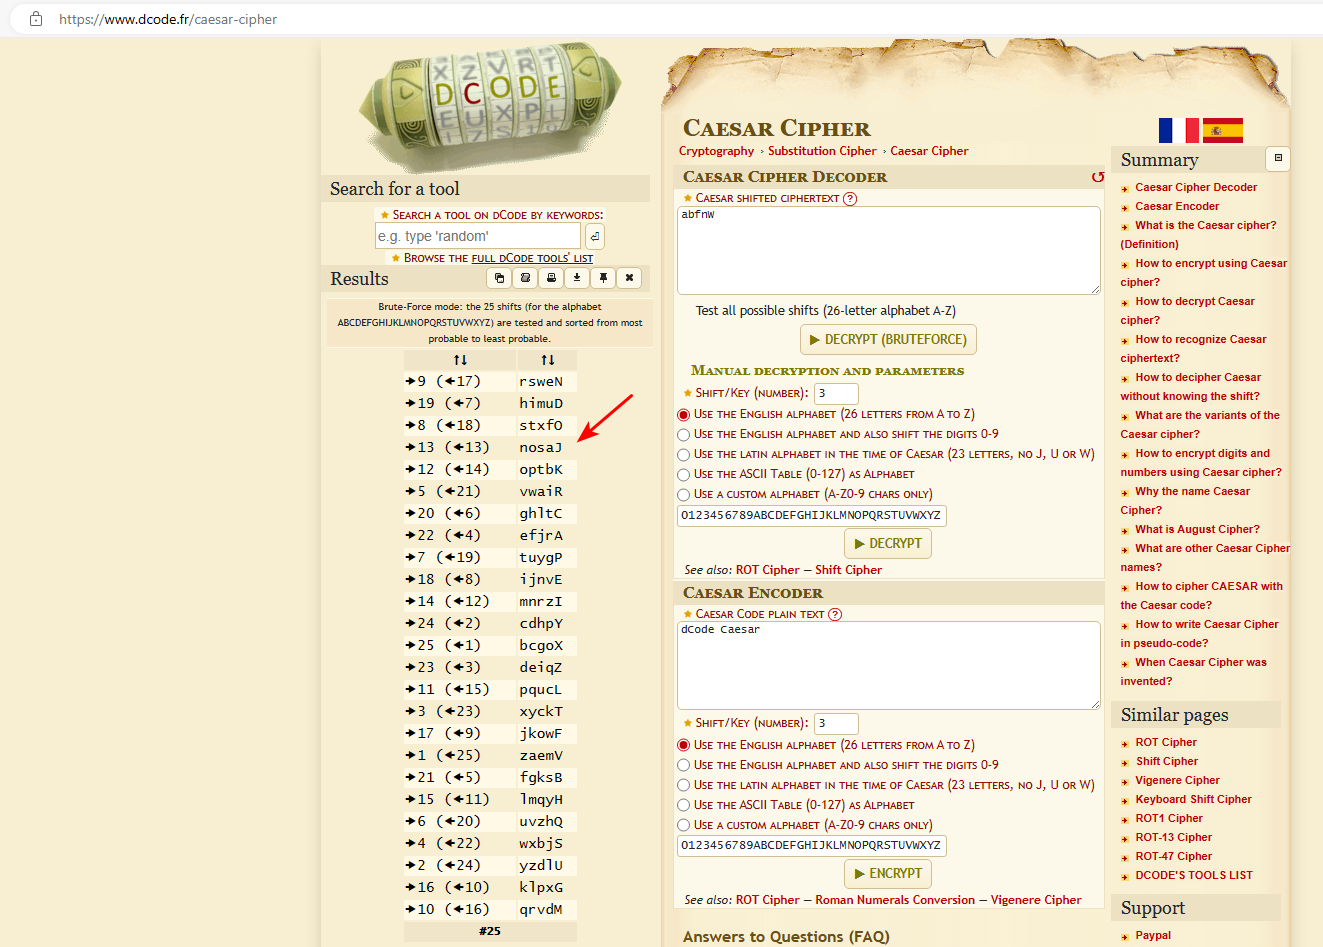 https://www.dcode.fr/caesar-cipher
DCODE
Search for a tool
★ Search a tool on dCode by keywords:
e.g. type 'random'
★ Browse the full dCode tools' list
Results
Brute-Force mode: the 25 shifts (for the alphabet
ABCDEFGHIJKLMNOPQRSTUVWXYZ) are tested and sorted from most
probable to least probable.
↑↓ ↑↓
➔9 (🠔17) rsweN
➔19 (🠔7) himuD
➔8 (🠔18) stxfO
➔13 (🠔13) nosaJ
➔12 (🠔14) optbK
➔5 (🠔21) vwaiR
➔20 (🠔6) ghltC
➔22 (🠔4) efjrA
➔7 (🠔19) tuygP
➔18 (🠔8) ijnvE
➔14 (🠔12) mnrzI
➔24 (🠔2) cdhpY
➔25 (🠔1) bcgoX
➔23 (🠔3) deiqZ
➔11 (🠔15) pqucL
➔3 (🠔23) xyckT
➔17 (🠔9) jkowF
➔1 (🠔25) zaemV
➔21 (🠔5) fgksB
➔15 (🠔11) lmqyH
➔6 (🠔20) uvzhQ
➔4 (🠔22) wxbjS
➔2 (🠔24) yzdlU
➔16 (🠔10) klpxG
➔10 (🠔16) qrvdM
#25
Caesar Cipher
Cryptography › Substitution Cipher › Caesar Cipher
Caesar Cipher Decoder
★ Caesar shifted ciphertext ?
abfnW
Test all possible shifts (26-letter alphabet A-Z)
▶ DECRYPT (BRUTEFORCE)
Manual decryption and parameters
★ Shift/Key (number): 3
Use the English alphabet (26 letters from A to Z)
Use the English alphabet and also shift the digits 0-9
Use the latin alphabet in the time of Caesar (23 letters, no J, U or W)
Use the ASCII Table (0-127) as Alphabet
Use a custom alphabet (A-Z0-9 chars only)
0123456789ABCDEFGHIJKLMNOPQRSTUVWXYZ
▶ DECRYPT
See also: ROT Cipher — Shift Cipher
Caesar Encoder
★ Caesar Code plain text ?
dCode Caesar
★ Shift/Key (number): 3
Use the English alphabet (26 letters from A to Z)
Use the English alphabet and also shift the digits 0-9
Use the latin alphabet in the time of Caesar (23 letters, no J, U or W)
Use the ASCII Table (0-127) as Alphabet
Use a custom alphabet (A-Z0-9 chars only)
0123456789ABCDEFGHIJKLMNOPQRSTUVWXYZ
▶ ENCRYPT
See also: ROT Cipher — Roman Numerals Conversion — Vigenere Cipher
Answers to Questions (FAQ)
Summary
Caesar Cipher Decoder
Caesar Encoder
What is the Caesar cipher?
(Definition)
How to encrypt using Caesar
cipher?
How to decrypt Caesar
cipher?
How to recognize Caesar
ciphertext?
How to decipher Caesar
without knowing the shift?
What are the variants of the
Caesar cipher?
How to encrypt digits and
numbers using Caesar cipher?
Why the name Caesar
Cipher?
What is August Cipher?
What are other Caesar Cipher
names?
How to cipher CAESAR with
the Caesar code?
How to write Caesar Cipher
in pseudo-code?
When Caesar Cipher was
invented?
Similar pages
ROT Cipher
Shift Cipher
Vigenere Cipher
Keyboard Shift Cipher
ROT1 Cipher
ROT-13 Cipher
ROT-47 Cipher
DCODE'S TOOLS LIST
Support
Paypal